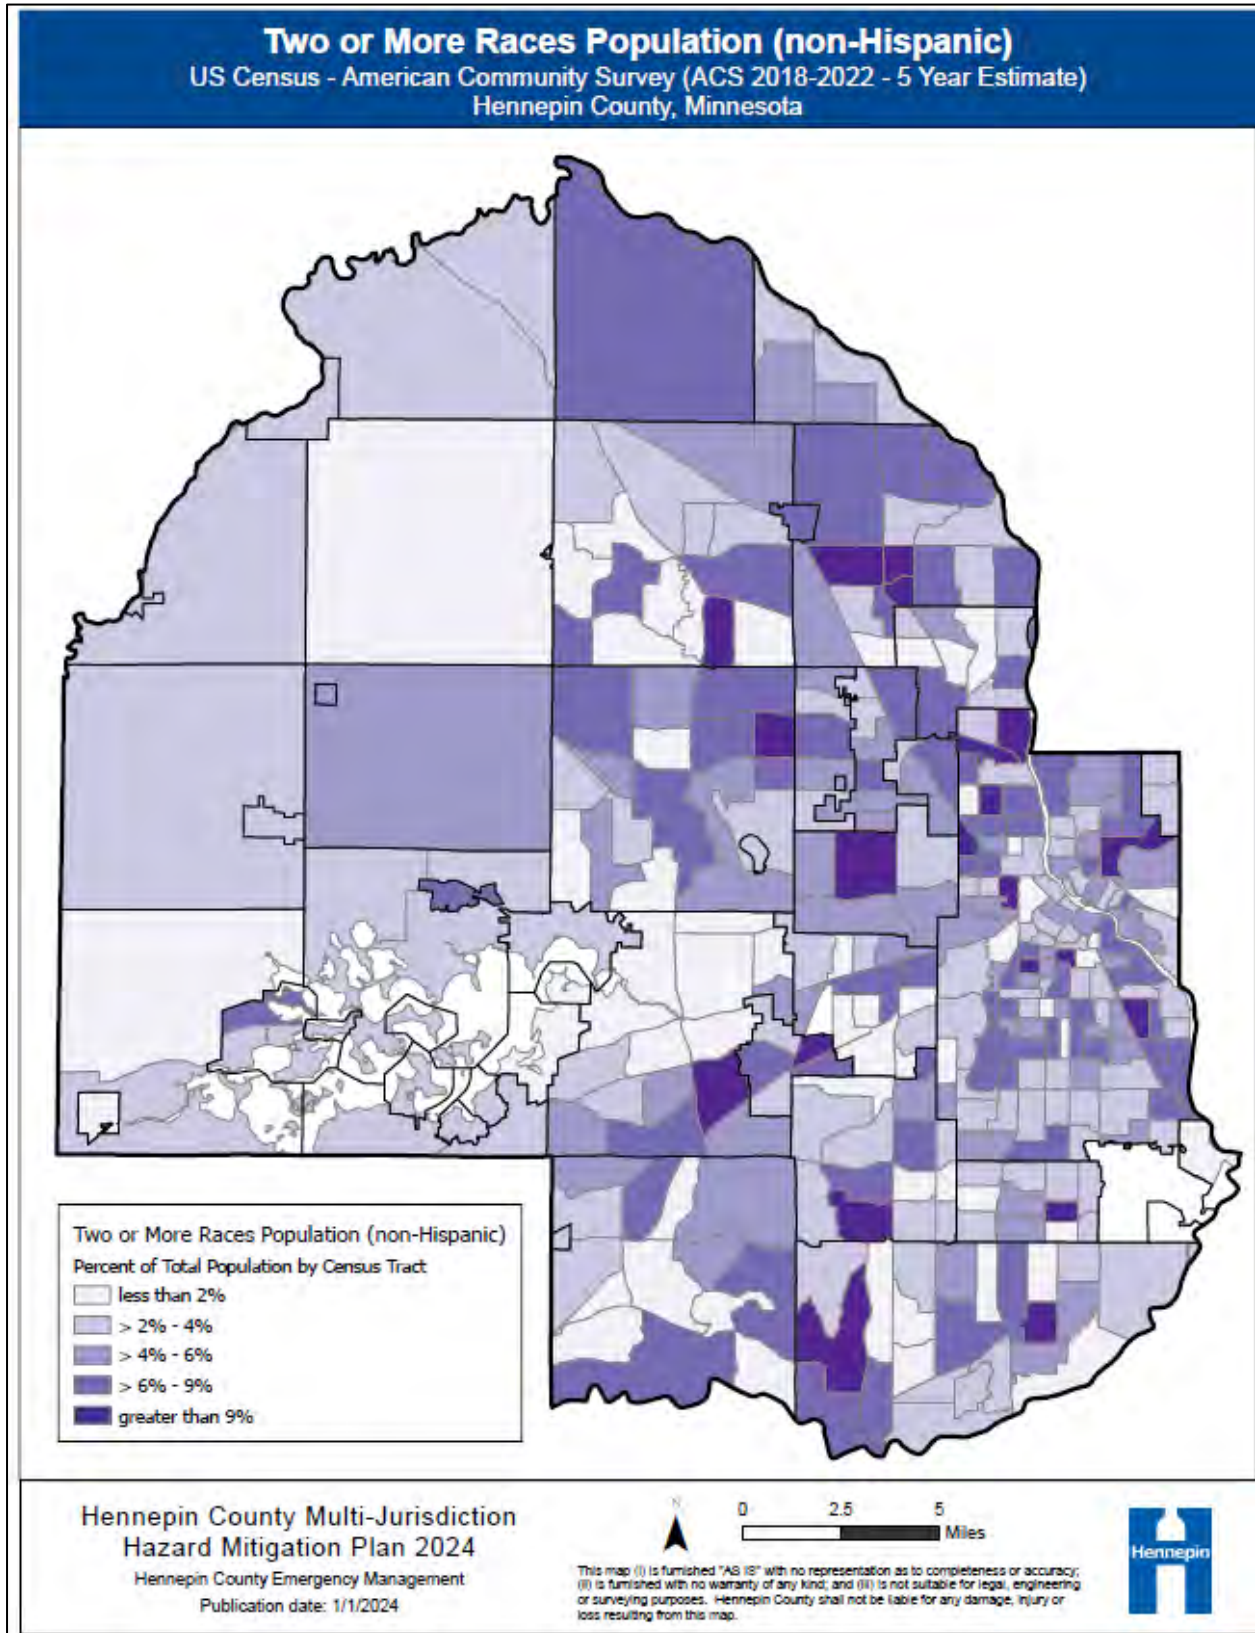 Two or More Races Population (non-Hispanic)
US Census - American Community Survey (ACS 2018-2022 - 5 Year Estimate)
Hennepin County, Minnesota
Two or More Races Population (non-Hispanic)
Percent of Total Population by Census Tract
less than 2%
> 2% - 4%
> 4% - 6%
> 6% - 9%
greater than 9%
Hennepin County Multi-Jurisdiction
Hazard Mitigation Plan 2024
Hennepin County Emergency Management
Publication date: 1/1/2024
N
0 2.5 5
Miles
This map (i) is furnished "AS IS" with no representation as to completeness or accuracy;
(ii) is furnished with no warranty of any kind; and (iii) is not suitable for legal, engineering
or surveying purposes. Hennepin County shall not be liable for any damage, injury or
loss resulting from this map.
Hennepin